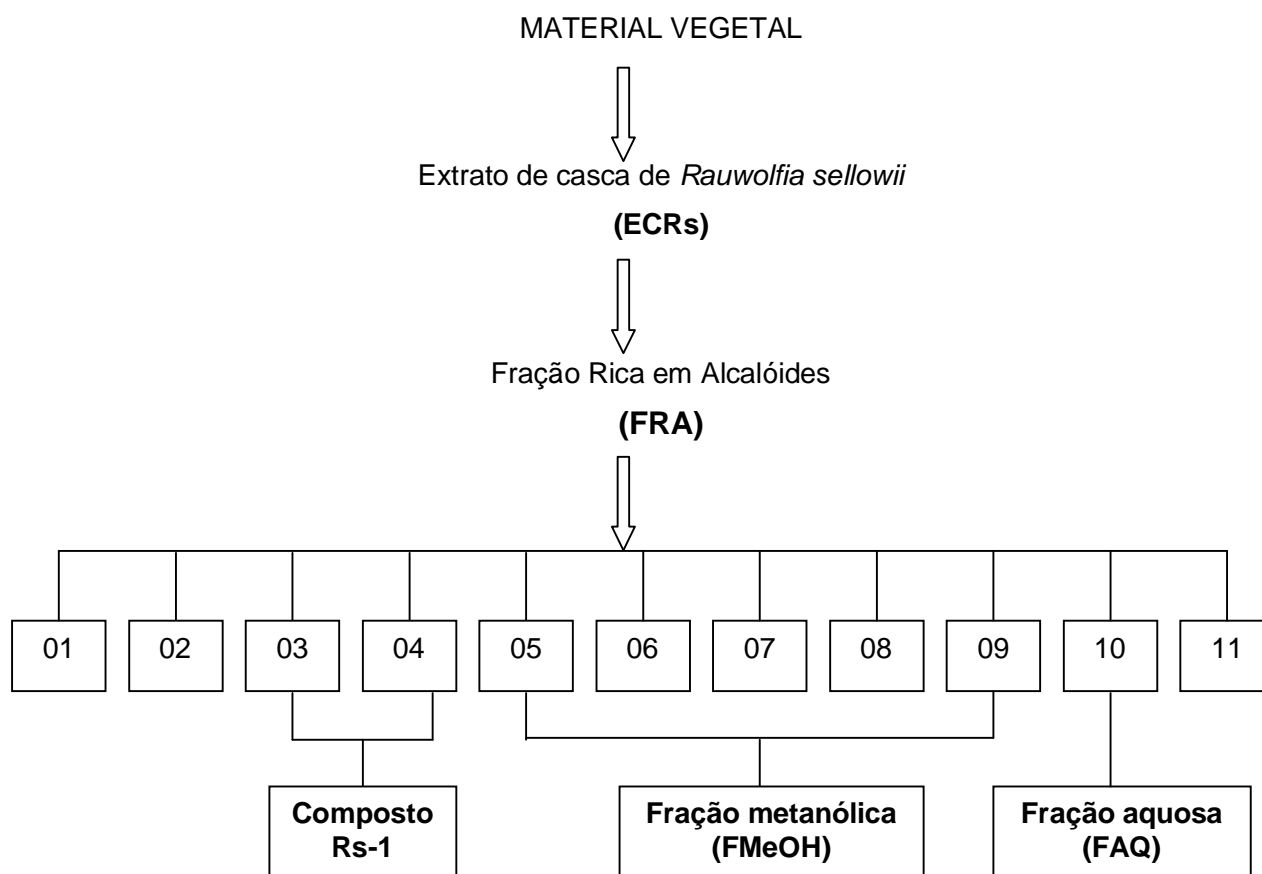 MATERIAL VEGETAL
Extrato de casca de Rauwolfia sellowii
(ECRs)
Fração Rica em Alcalóides
(FRA)
01 02 03 04 05 06 07 08 09 10 11
Composto Fração metanólica Fração aquosa
Rs-1 (FMeOH) (FAQ)